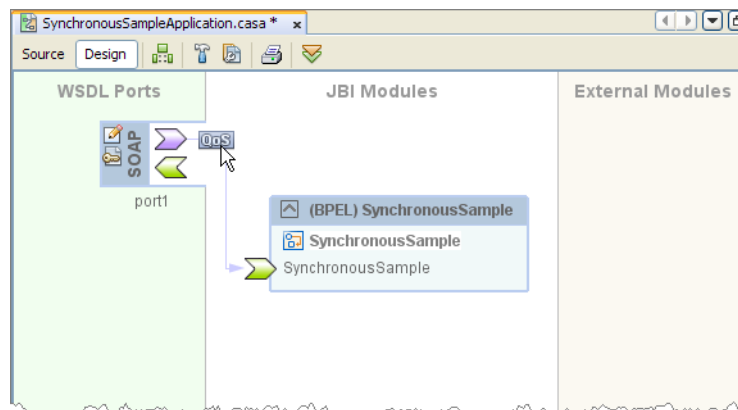 SynchronousSampleApplication.casa * x
Source Design
WSDL Ports JBI Modules External Modules
SOAP
QoS
port1
(BPEL) SynchronousSample
SynchronousSample
SynchronousSample